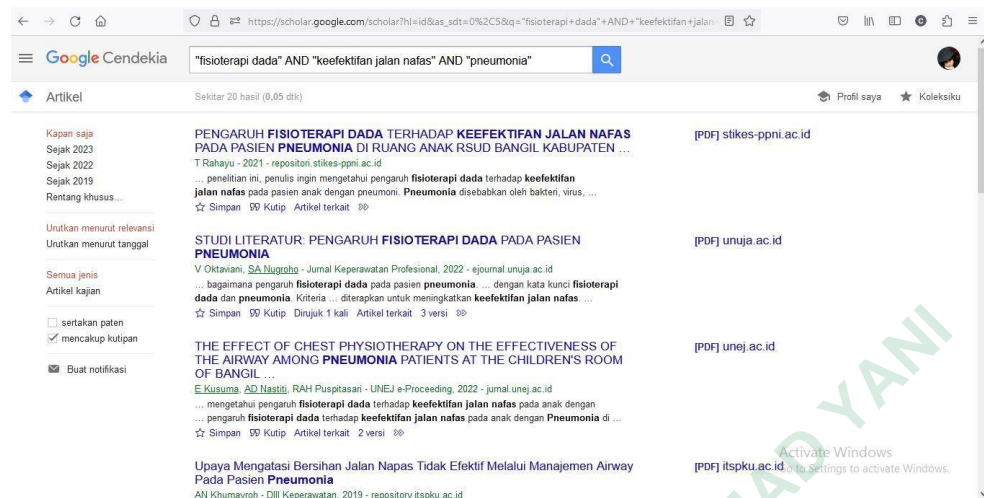 https://scholar.google.com/scholar?hl=id&as_sdt=0%2C5&q="fisioterapi+dada"+AND+"keefektifan+jalan
Google Cendekia
"fisioterapi dada" AND "keefektifan jalan nafas" AND "pneumonia"
Artikel
Sekitar 20 hasil (0,05 dtk)
Profil saya
Koleksiku
Kapan saja
Sejak 2023
Sejak 2022
Sejak 2019
Rentang khusus...
Urutkan menurut relevansi
Urutkan menurut tanggal
Semua jenis
Artikel kajian
sertakan paten
mencakup kutipan
Buat notifikasi
PENGARUH FISIOTERAPI DADA TERHADAP KEEFEKTIFAN JALAN NAFAS
PADA PASIEN PNEUMONIA DI RUANG ANAK RSUD BANGIL KABUPATEN ...
T Rahayu - 2021 - repositori.stikes-ppni.ac.id
... penelitian ini, penulis ingin mengetahui pengaruh fisioterapi dada terhadap keefektifan
jalan nafas pada pasien anak dengan pneumoni. Pneumonia disebabkan oleh bakteri, virus, ...
Simpan Kutip Artikel terkait
[PDF] stikes-ppni.ac.id
STUDI LITERATUR: PENGARUH FISIOTERAPI DADA PADA PASIEN
PNEUMONIA
V Oktaviani, SA Nugroho - Jurnal Keperawatan Profesional, 2022 - ejournal.unuja.ac.id
... bagaimana pengaruh fisioterapi dada pada pasien pneumonia. ... dengan kata kunci fisioterapi
dada dan pneumonia. Kriteria ... diterapkan untuk meningkatkan keefektifan jalan nafas. ...
Simpan Kutip Dirujuk 1 kali Artikel terkait 3 versi
[PDF] unuja.ac.id
THE EFFECT OF CHEST PHYSIOTHERAPY ON THE EFFECTIVENESS OF
THE AIRWAY AMONG PNEUMONIA PATIENTS AT THE CHILDREN'S ROOM
OF BANGIL ...
E Kusuma, AD Nastiti, RAH Puspitasari - UNEJ e-Proceeding, 2022 - jurnal.unej.ac.id
... mengetahui pengaruh fisioterapi dada terhadap keefektifan jalan nafas pada anak dengan
... pengaruh fisioterapi dada terhadap keefektifan jalan nafas pada anak dengan Pneumonia di ...
Simpan Kutip Artikel terkait 2 versi
[PDF] unej.ac.id
Upaya Mengatasi Bersihan Jalan Napas Tidak Efektif Melalui Manajemen Airway
Pada Pasien Pneumonia
AN Khumayroh - DIII Keperawatan, 2019 - repository.itspku.ac.id
[PDF] itspku.ac.id
Activate Windows
Go to Settings to activate Windows.
YANI